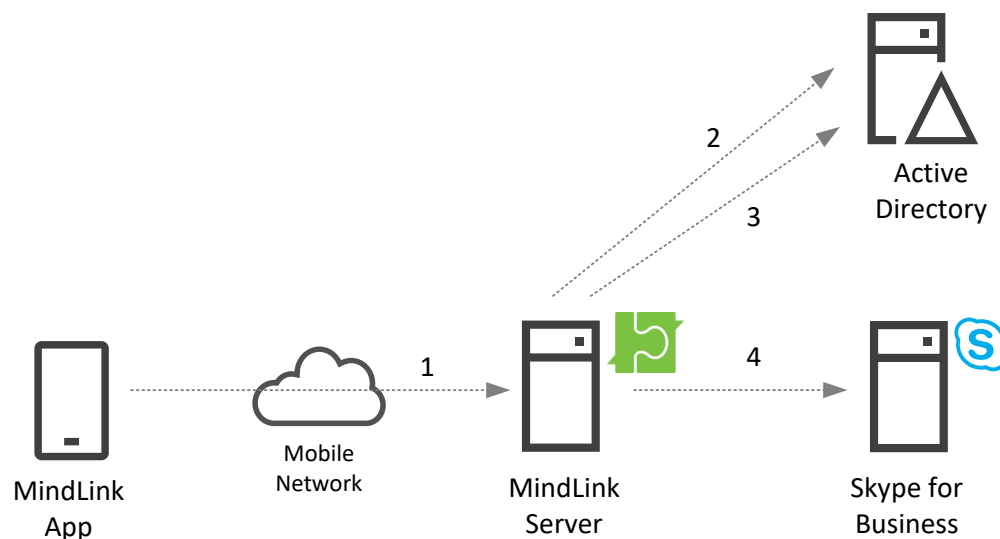 2
3
Active
Directory
1
4
S
Mobile
Network
MindLink
App
MindLink
Server
Skype for
Business